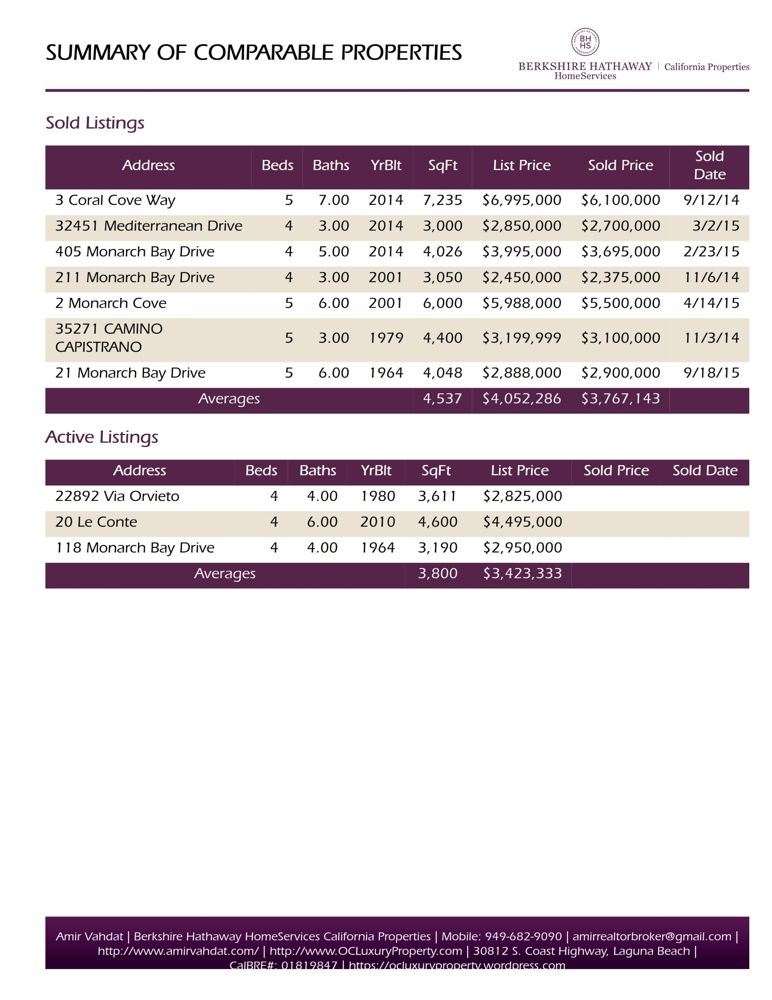 SUMMARY OF COMPARABLE PROPERTIES
BERKSHIRE HATHAWAY
BH
HS
HOMESERVICES
BERKSHIRE HATHAWAY | California Properties
HomeServices
Sold Listings
Address Beds Baths YrBlt SqFt List Price Sold Price Sold Date
3 Coral Cove Way 5 7.00 2014 7,235 $6,995,000 $6,100,000 9/12/14
32451 Mediterranean Drive 4 3.00 2014 3,000 $2,850,000 $2,700,000 3/2/15
405 Monarch Bay Drive 4 5.00 2014 4,026 $3,995,000 $3,695,000 2/23/15
211 Monarch Bay Drive 4 3.00 2001 3,050 $2,450,000 $2,375,000 11/6/14
2 Monarch Cove 5 6.00 2001 6,000 $5,988,000 $5,500,000 4/14/15
35271 CAMINO
CAPISTRANO 5 3.00 1979 4,400 $3,199,999 $3,100,000 11/3/14
21 Monarch Bay Drive 5 6.00 1964 4,048 $2,888,000 $2,900,000 9/18/15
Averages 4,537 $4,052,286 $3,767,143
Active Listings
Address Beds Baths YrBlt SqFt List Price Sold Price Sold Date
22892 Via Orvieto 4 4.00 1980 3,611 $2,825,000
20 Le Conte 4 6.00 2010 4,600 $4,495,000
118 Monarch Bay Drive 4 4.00 1964 3,190 $2,950,000
Averages 3,800 $3,423,333
Amir Vahdat | Berkshire Hathaway HomeServices California Properties | Mobile: 949-682-9090 | amirrealtorbroker@gmail.com |
http://www.amirvahdat.com/ | http://www.OCLuxuryProperty.com | 30812 S. Coast Highway, Laguna Beach |
CalBRE#: 01819847 | https://ocluxuryproperty.wordpress.com